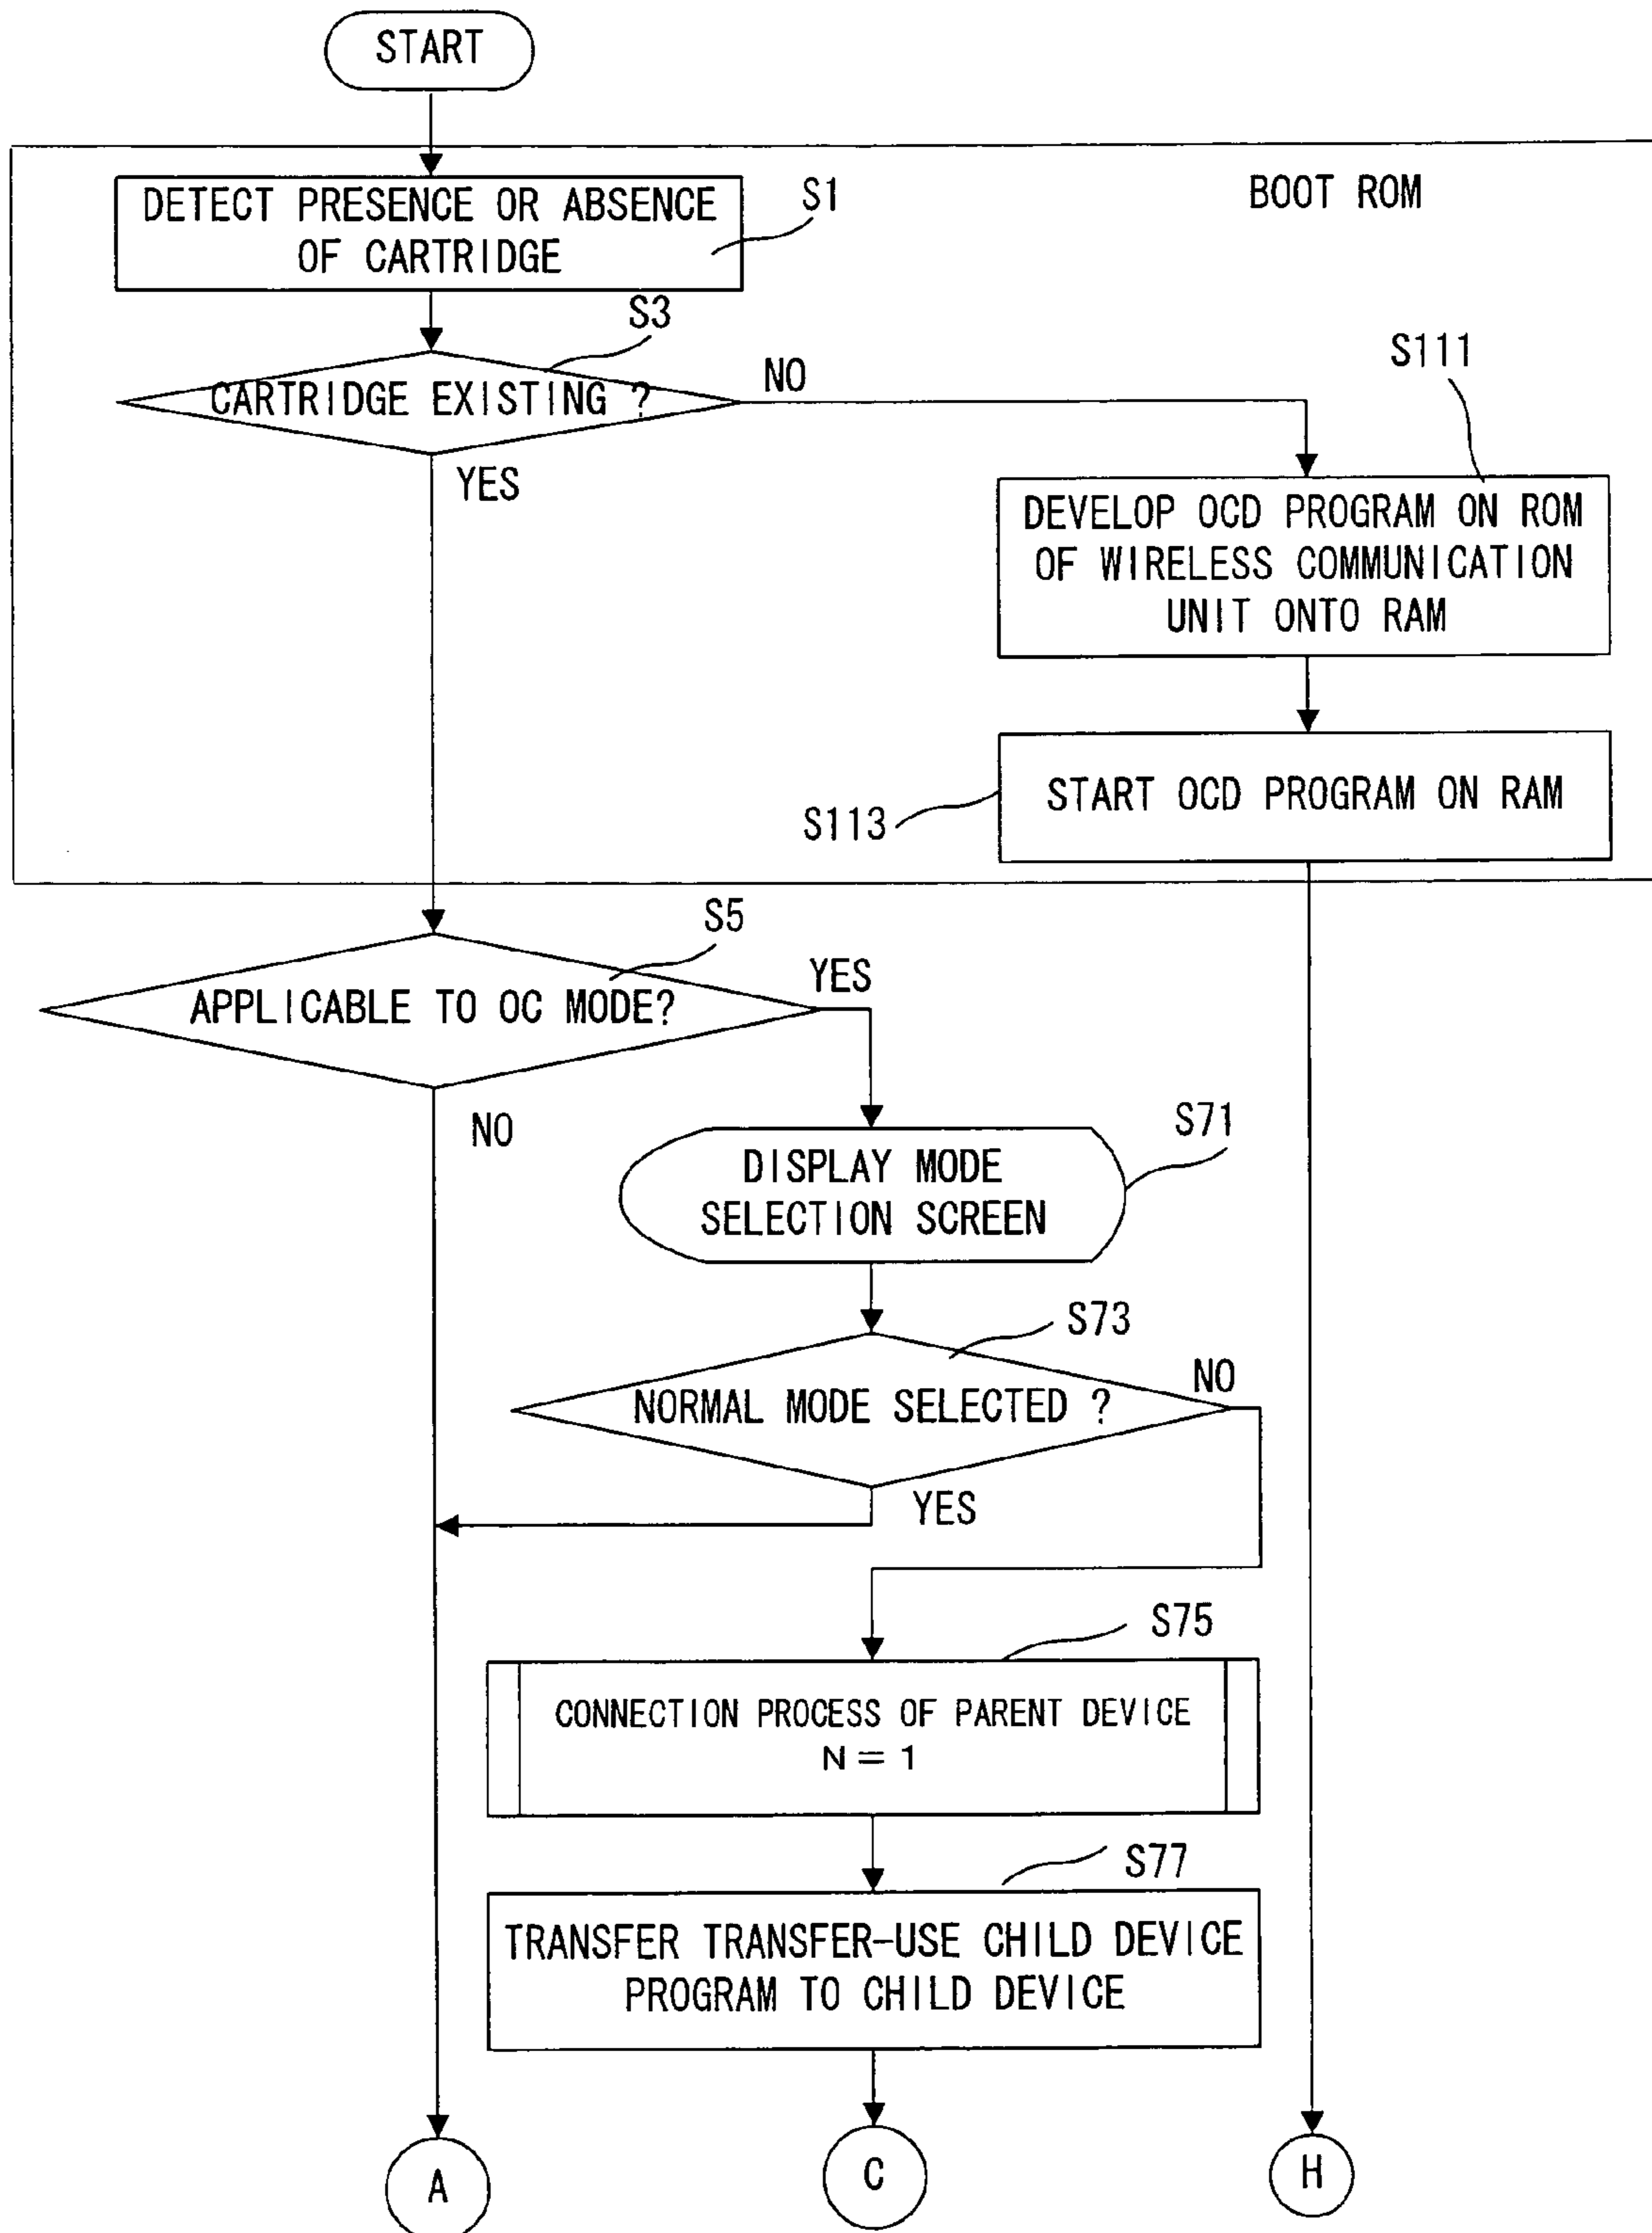 START
BOOT ROM
DETECT PRESENCE OR ABSENCE
OF CARTRIDGE
S1
S3
CARTRIDGE EXISTING ?
NO
YES
S111
DEVELOP OCD PROGRAM ON ROM
OF WIRELESS COMMUNICATION
UNIT ONTO RAM
S113
START OCD PROGRAM ON RAM
S5
APPLICABLE TO OC MODE?
YES
NO
S71
DISPLAY MODE
SELECTION SCREEN
S73
NORMAL MODE SELECTED ?
NO
YES
S75
CONNECTION PROCESS OF PARENT DEVICE
N = 1
S77
TRANSFER TRANSFER-USE CHILD DEVICE
PROGRAM TO CHILD DEVICE
A
C
H